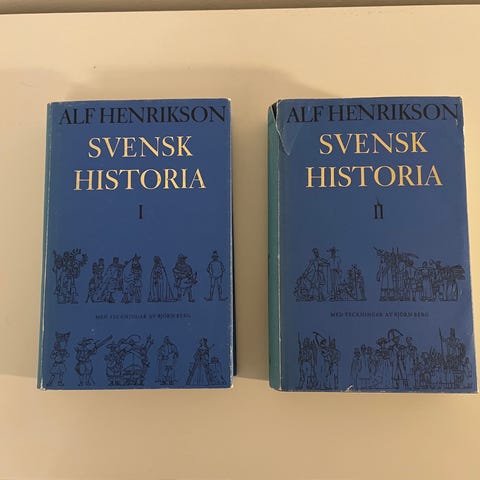 ALF HENRIKSON
SVENSK
HISTORIA
I
MED TECKNINGAR AV BJÖRN BERG
ALF HENRIKSON
SVENSK
HISTORIA
II
MED TECKNINGAR AV BJÖRN BERG